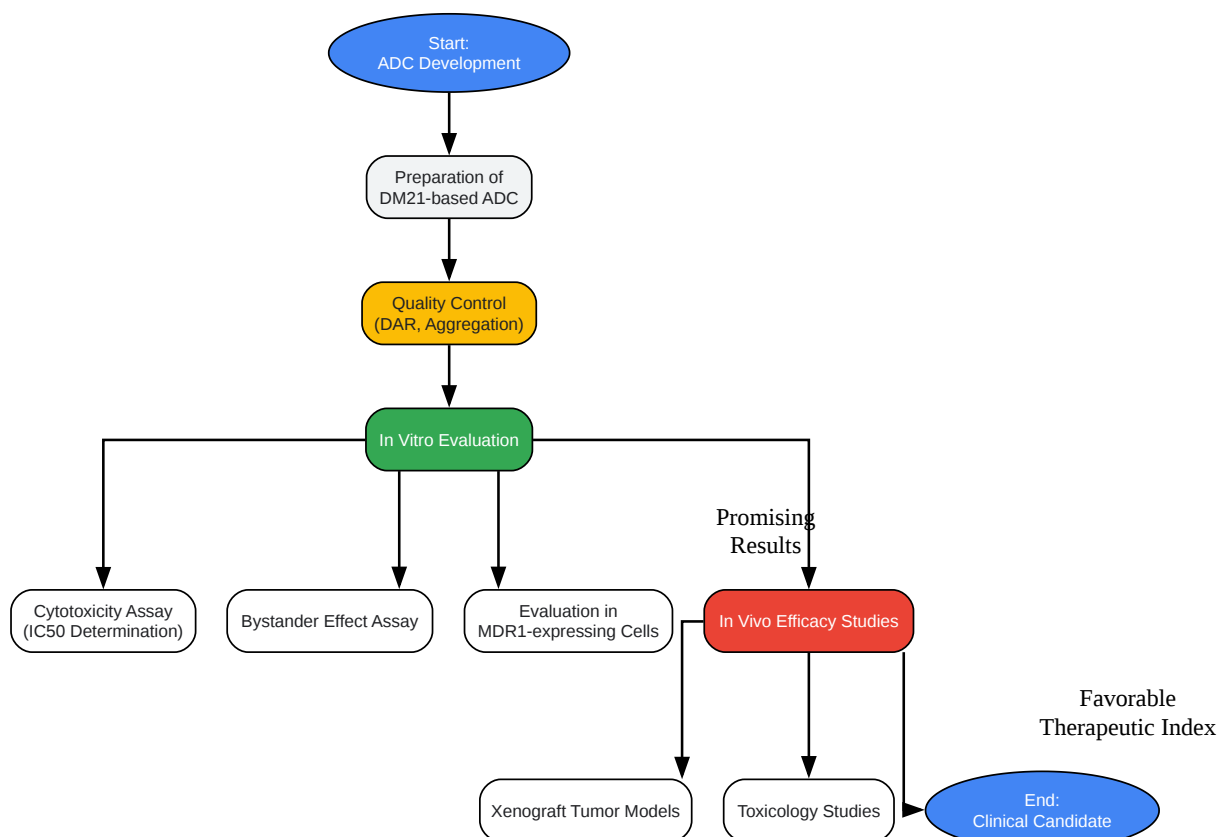 Start:
ADC Development
Preparation of
DM21-based ADC
Quality Control
(DAR, Aggregation)
In Vitro Evaluation
Promising
Results
Cytotoxicity Assay
(IC50 Determination)
Bystander Effect Assay
Evaluation in
MDR1-expressing Cells
In Vivo Efficacy Studies
Favorable
Therapeutic Index
Xenograft Tumor Models
Toxicology Studies
End:
Clinical Candidate